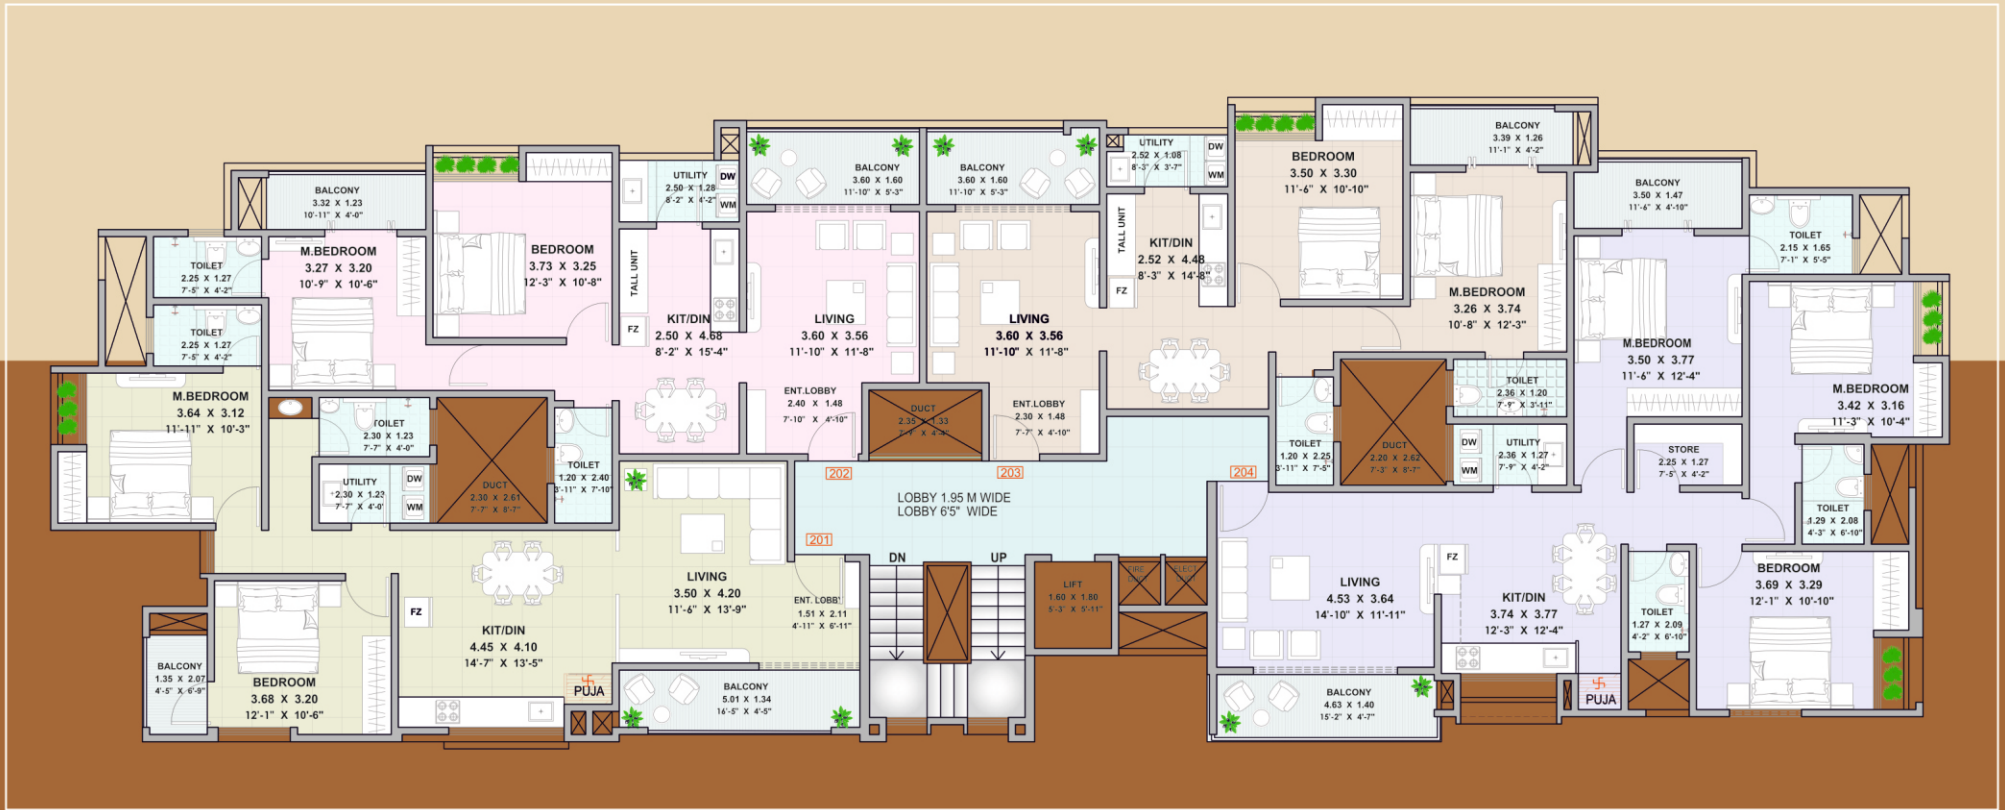 BALCONY
3.32 X 1.23
10'-11" X 4'-0"
TOILET
2.25 X 1.27
7'-5" X 4'-2"
M.BEDROOM
3.27 X 3.20
10'-9" X 10'-6"
TOILET
2.25 X 1.27
7'-5" X 4'-2"
BEDROOM
3.73 X 3.25
12'-3" X 10'-8"
UTILITY
2.50 X 1.28
8'-2" X 4'-2"
DW
WM
TALL UNIT
FZ
KIT/DIN
2.50 X 4.68
8'-2" X 15'-4"
BALCONY
3.60 X 1.60
11'-10" X 5'-3"
LIVING
3.60 X 3.56
11'-10" X 11'-8"
ENT.LOBBY
2.40 X 1.48
7'-10" X 4'-10"
TOILET
1.20 X 2.40
3'-11" X 7'-10"
202
BALCONY
3.60 X 1.60
11'-10" X 5'-3"
LIVING
3.60 X 3.56
11'-10" X 11'-8"
DUCT
2.35 X 1.33
ENT.LOBBY
2.30 X 1.48
7'-7" X 4'-10"
203
UTILITY
2.52 X 1.08
8'-3" X 3'-7"
DW
WM
TALL UNIT
FZ
KIT/DIN
2.52 X 4.48
8'-3" X 14'-8"
BEDROOM
3.50 X 3.30
11'-6" X 10'-10"
BALCONY
3.39 X 1.26
11'-1" X 4'-2"
M.BEDROOM
3.26 X 3.74
10'-8" X 12'-3"
TOILET
2.36 X 1.20
7'-9" X 3'-11"
TOILET
1.20 X 2.25
3'-11" X 7'-5"
DUCT
2.20 X 2.62
7'-3" X 8'-7"
BALCONY
3.50 X 1.47
11'-6" X 4'-10"
TOILET
2.15 X 1.65
7'-1" X 5'-5"
M.BEDROOM
3.50 X 3.77
11'-6" X 12'-4"
M.BEDROOM
3.42 X 3.16
11'-3" X 10'-4"
DW
WM
UTILITY
2.36 X 1.27
7'-9" X 4'-2"
STORE
2.25 X 1.27
7'-5" X 4'-2"
TOILET
1.29 X 2.08
4'-3" X 6'-10"
204
LIVING
4.53 X 3.64
14'-10" X 11'-11"
FZ
KIT/DIN
3.74 X 3.77
12'-3" X 12'-4"
TOILET
1.27 X 2.09
4'-2" X 6'-10"
BEDROOM
3.69 X 3.29
12'-1" X 10'-10"
BALCONY
4.63 X 1.40
15'-2" X 4'-7"
PUJA
M.BEDROOM
3.64 X 3.12
11'-11" X 10'-3"
TOILET
2.30 X 1.23
7'-7" X 4'-0"
UTILITY
2.30 X 1.23
7'-7" X 4'-0"
DW
WM
DUCT
2.30 X 2.61
7'-7" X 8'-7"
LOBBY 1.95 M WIDE
LOBBY 6'5" WIDE
201
DN
UP
LIFT
1.60 X 1.80
5'-3" X 5'-11"
FIRE
DUCT
ELECT.
DUCT
LIVING
3.50 X 4.20
11'-6" X 13'-9"
ENT. LOBB'
1.51 X 2.11
4'-11" X 6'-11"
FZ
KIT/DIN
4.45 X 4.10
14'-7" X 13'-5"
PUJA
BALCONY
5.01 X 1.34
16'-5" X 4'-5"
BALCONY
1.35 X 2.07
4'-5" X 6'-9"
BEDROOM
3.68 X 3.20
12'-1" X 10'-6"